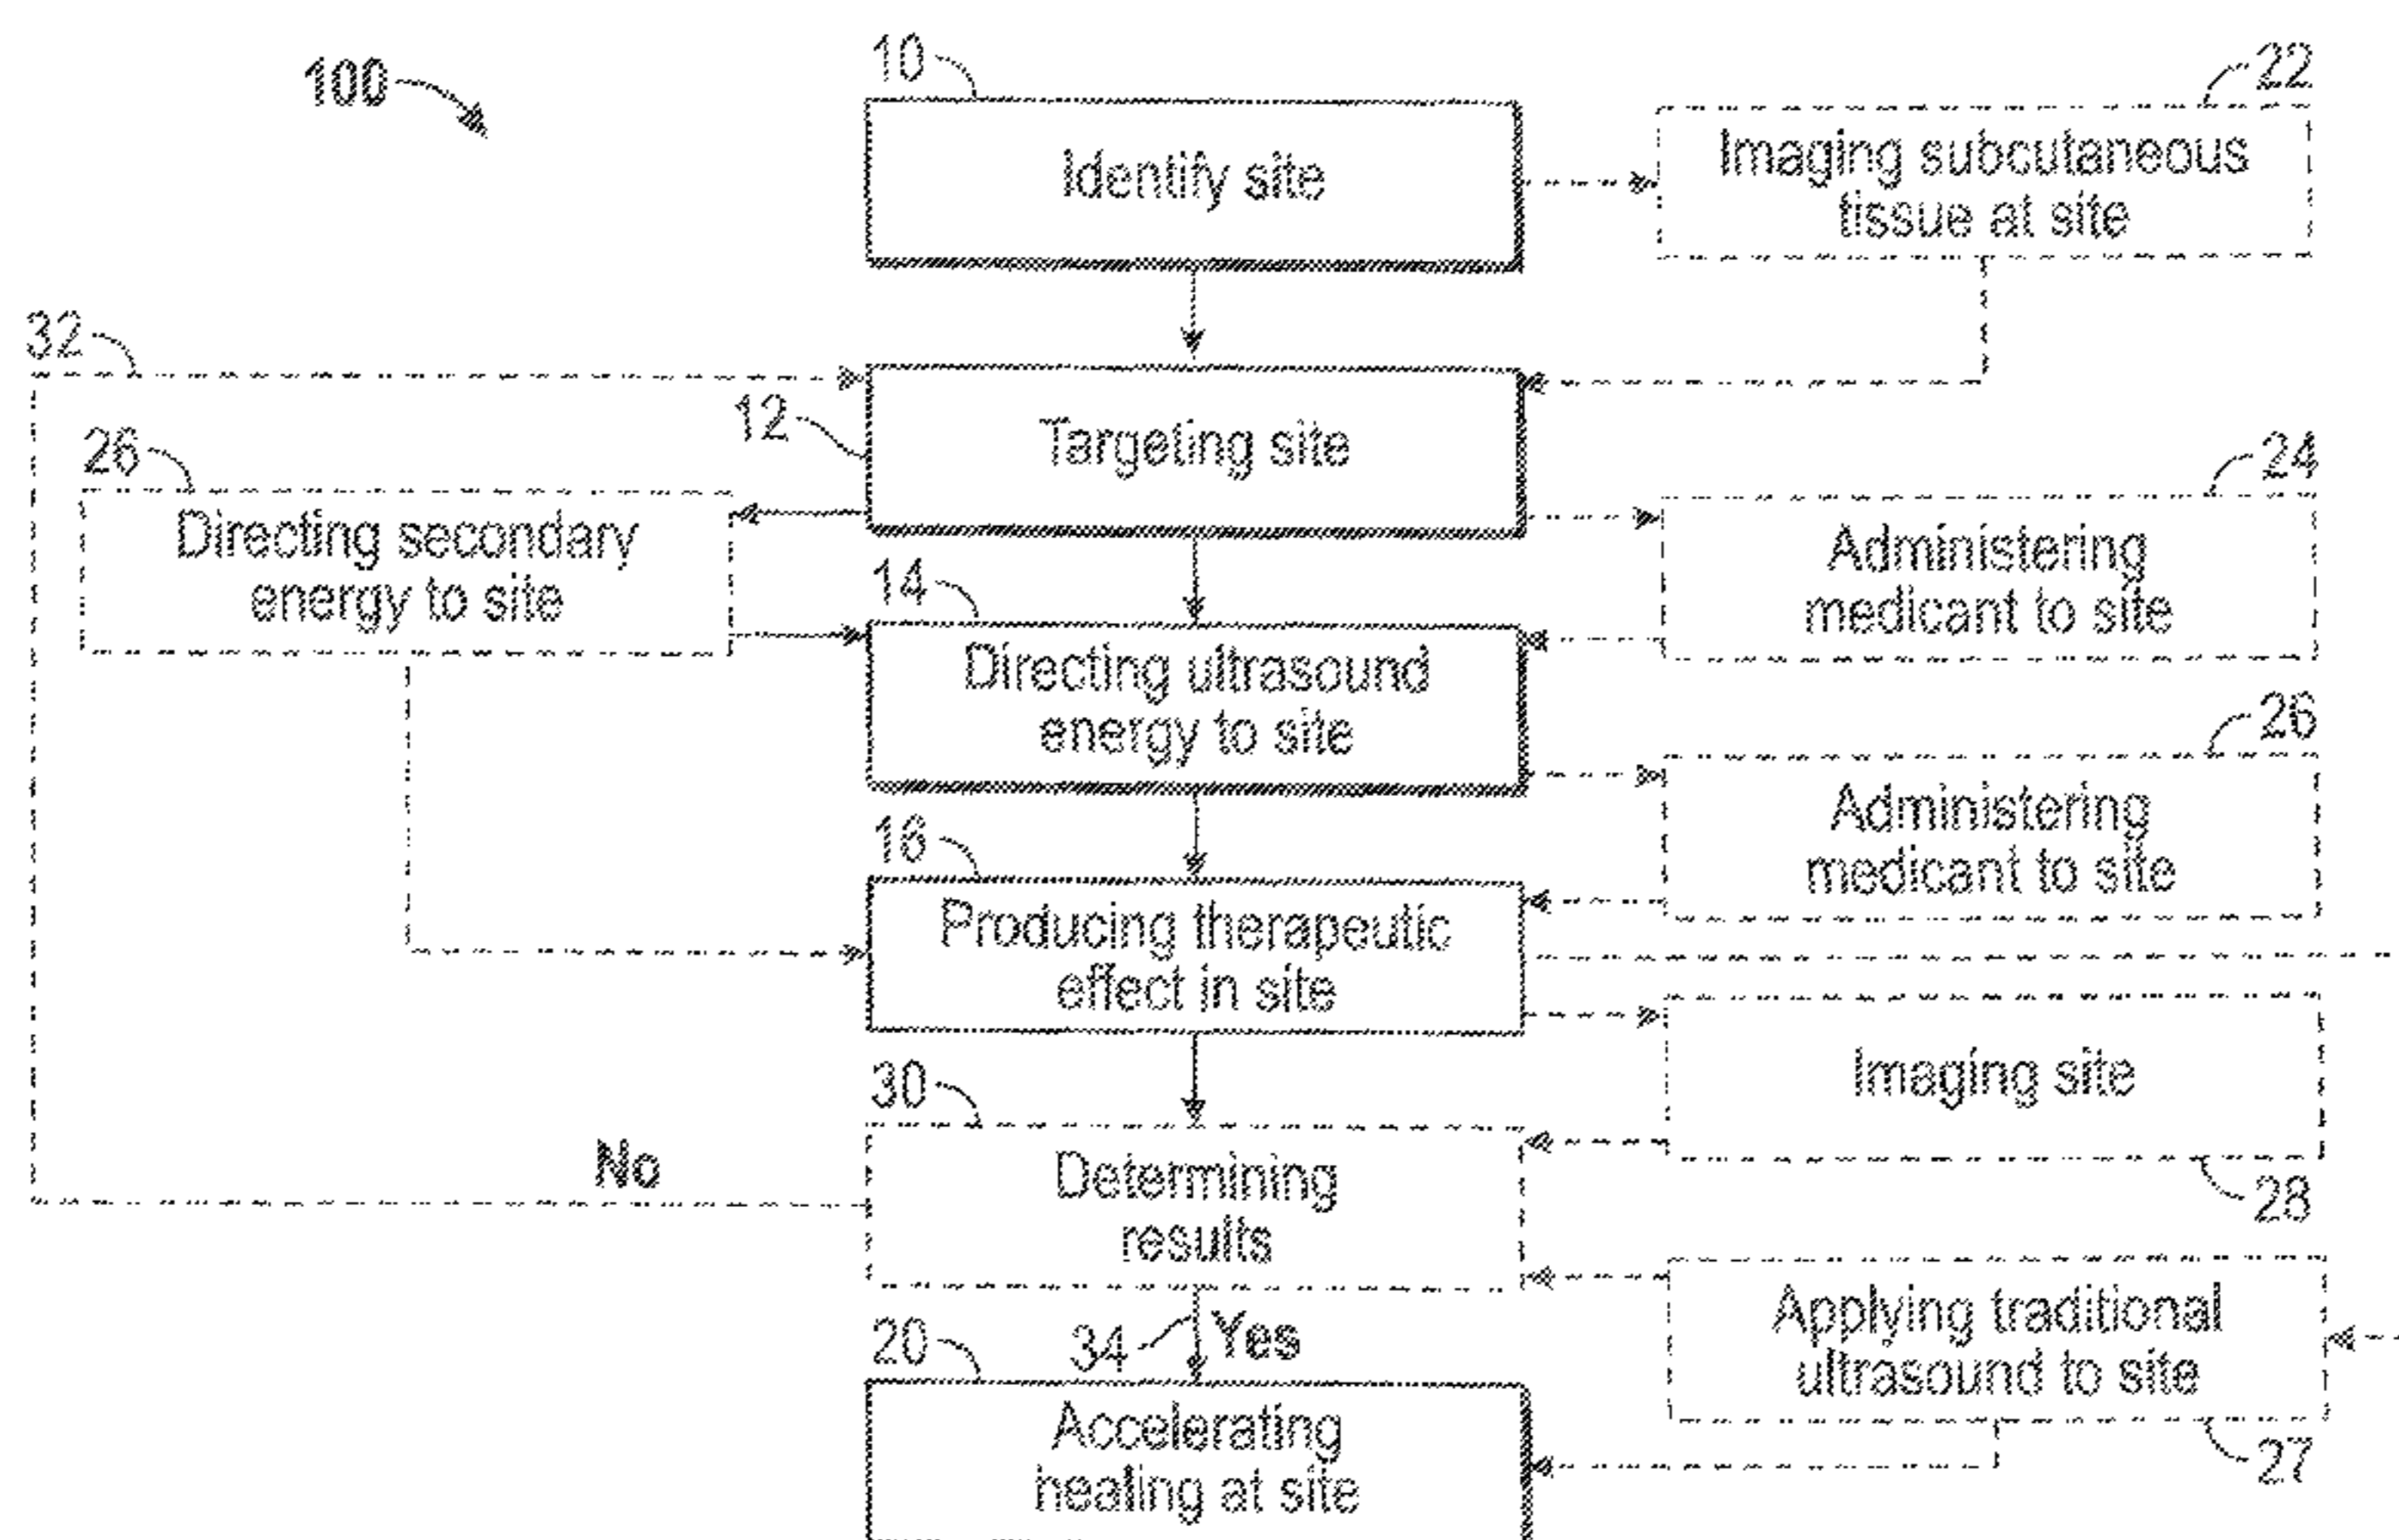 100
10
Identify site
22
Imaging subcutaneous
tissue at site
32
12
Targeting site
26
Directing secondary
energy to site
24
Administering
medicant to site
14
Directing ultrasound
energy to site
26
Administering
medicant to site
16
Producing therapeutic
effect in site
Imaging site
28
30
Determining
results
No
34
Yes
Applying traditional
ultrasound to site
27
20
Accelerating
healing at site